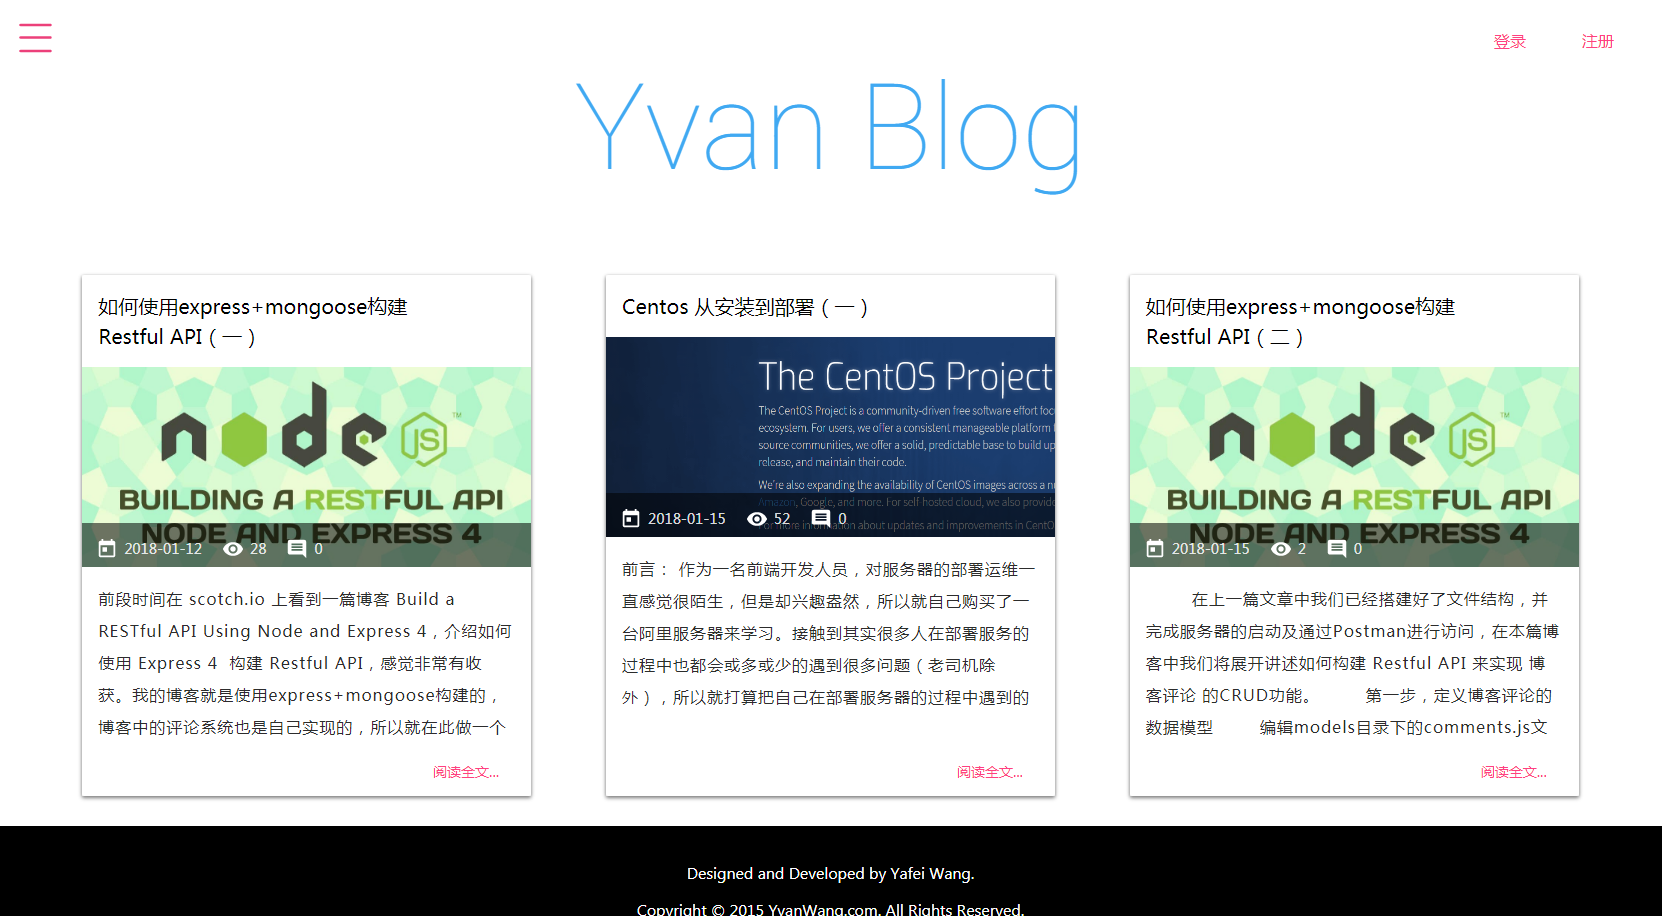 登录
注册
Yvan Blog
如何使用express+mongoose构建
Restful API（一）
node JS ™
BUILDING A RESTFUL API
NODE AND EXPRESS 4
2018-01-12 28 0
前段时间在 scotch.io 上看到一篇博客 Build a
RESTful API Using Node and Express 4，介绍如何
使用 Express 4 构建 Restful API，感觉非常有收
获。我的博客就是使用express+mongoose构建的，
博客中的评论系统也是自己实现的，所以就在此做一个
阅读全文...
Centos 从安装到部署（一）
The CentOS Project
The CentOS Project is a community-driven free software effort foc
ecosystem. For users, we offer a consistent manageable platform
source communities, we offer a solid, predictable base to build up
release, and maintain their code.
We're also expanding the availability of CentOS images across a n
Amazon, Google, and more. For self-hosted cloud, we also provide
For more information about updates and improvements in CentO
2018-01-15 52 0
前言： 作为一名前端开发人员，对服务器的部署运维一
直感觉很陌生，但是却兴趣盎然，所以就自己购买了一
台阿里服务器来学习。接触到其实很多人在部署服务的
过程中也都会或多或少的遇到很多问题（老司机除
外），所以就打算把自己在部署服务器的过程中遇到的
阅读全文...
如何使用express+mongoose构建
Restful API（二）
node JS ™
BUILDING A RESTFUL API
NODE AND EXPRESS 4
2018-01-15 2 0
在上一篇文章中我们已经搭建好了文件结构，并
完成服务器的启动及通过Postman进行访问，在本篇博
客中我们将展开讲述如何构建 Restful API 来实现 博
客评论 的CRUD功能。 第一步，定义博客评论的
数据模型 编辑models目录下的comments.js文
阅读全文...
Designed and Developed by Yafei Wang.
Copyright © 2015 YvanWang.com. All Rights Reserved.